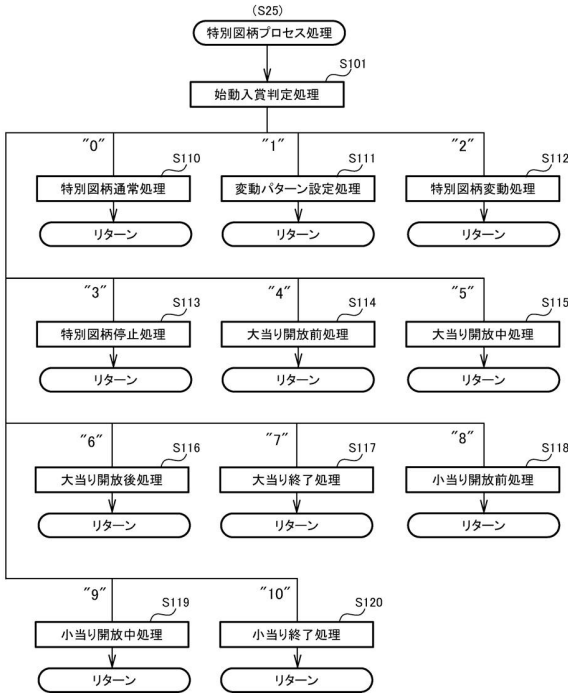 (S25)
特別図柄プロセス処理
S101
始動入賞判定処理
"0" "1" "2"
S110 S111 S112
特別図柄通常処理 変動パターン設定処理 特別図柄変動処理
リターン リターン リターン
"3" "4" "5"
S113 S114 S115
特別図柄停止処理 大当り開放前処理 大当り開放中処理
リターン リターン リターン
"6" "7" "8"
S116 S117 S118
大当り開放後処理 大当り終了処理 小当り開放前処理
リターン リターン リターン
"9" "10"
S119 S120
小当り開放中処理 小当り終了処理
リターン リターン